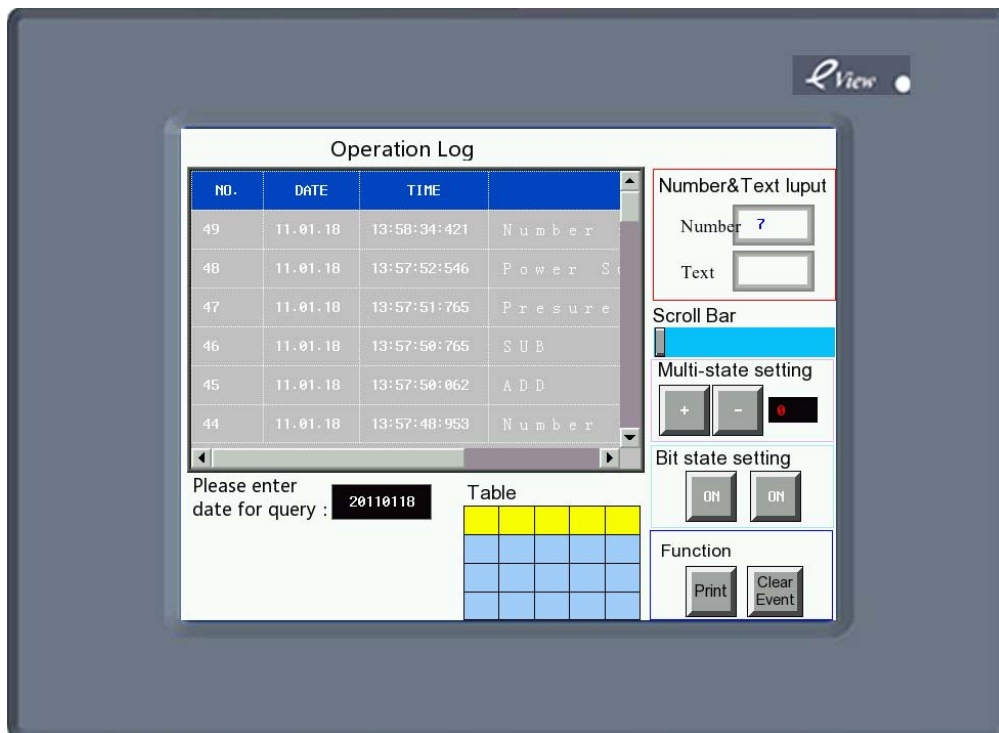 eView
Operation Log
NO. DATE TIME
49 11.01.18 13:58:34:421 Number
48 11.01.18 13:57:52:546 Power
47 11.01.18 13:57:51:765 Presure
46 11.01.18 13:57:50:765 SUB
45 11.01.18 13:57:50:062 ADD
44 11.01.18 13:57:48:953 Number
Please enter
date for query : 20110118
Table
Number&Text Iuput
Number 7
Text
Scroll Bar
Multi-state setting
+ - 0
Bit state setting
ON ON
Function
Print Clear
Event